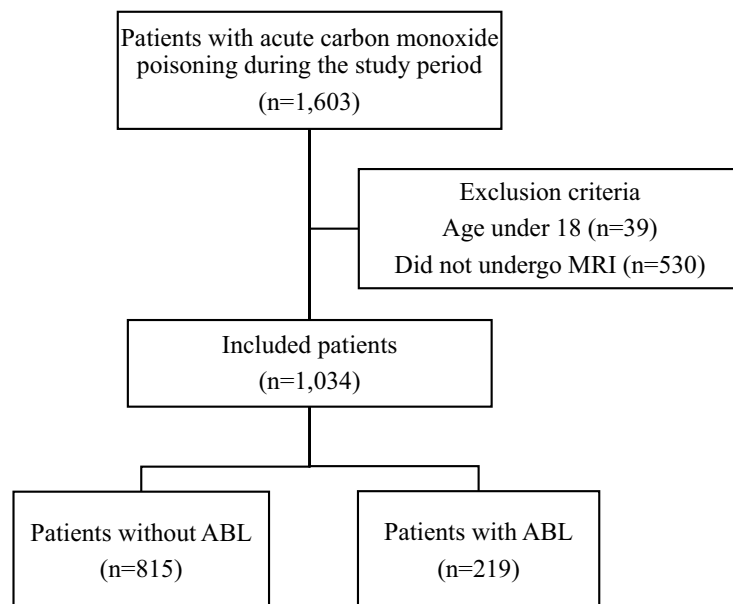 Patients with acute carbon monoxide
poisoning during the study period
(n=1,603)
Exclusion criteria
Age under 18 (n=39)
Did not undergo MRI (n=530)
Included patients
(n=1,034)
Patients without ABL
(n=815)
Patients with ABL
(n=219)